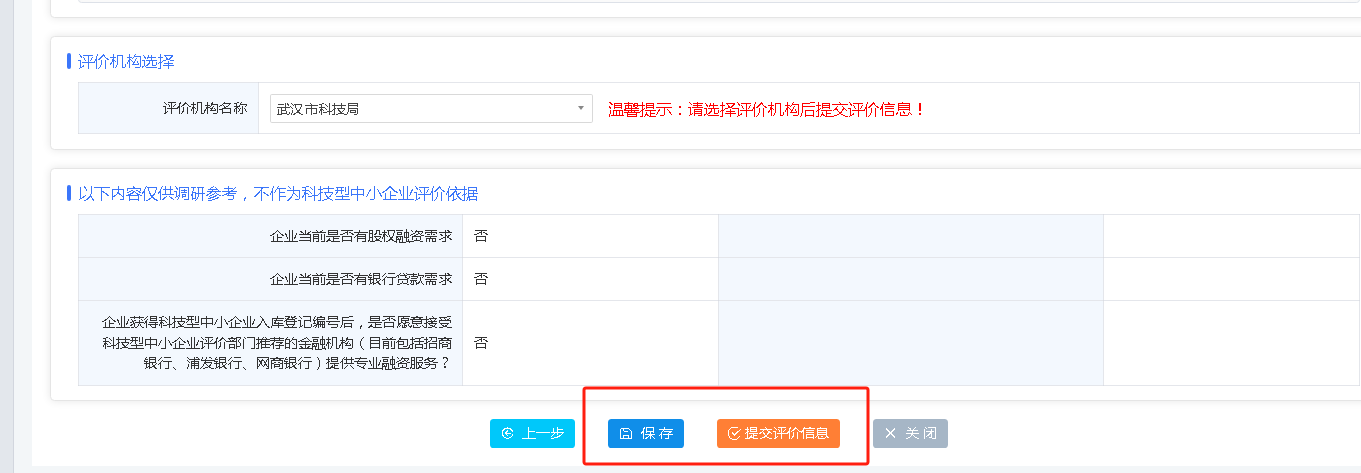 评价机构选择
评价机构名称
武汉市科技局
温馨提示：请选择评价机构后提交评价信息！
以下内容仅供调研参考，不作为科技型中小企业评价依据
企业当前是否有股权融资需求
否
企业当前是否有银行贷款需求
否
企业获得科技型中小企业入库登记编号后，是否愿意接受
科技型中小企业评价部门推荐的金融机构（目前包括招商
银行、浦发银行、网商银行）提供专业融资服务？
否
上一步
保 存
提交评价信息
关 闭